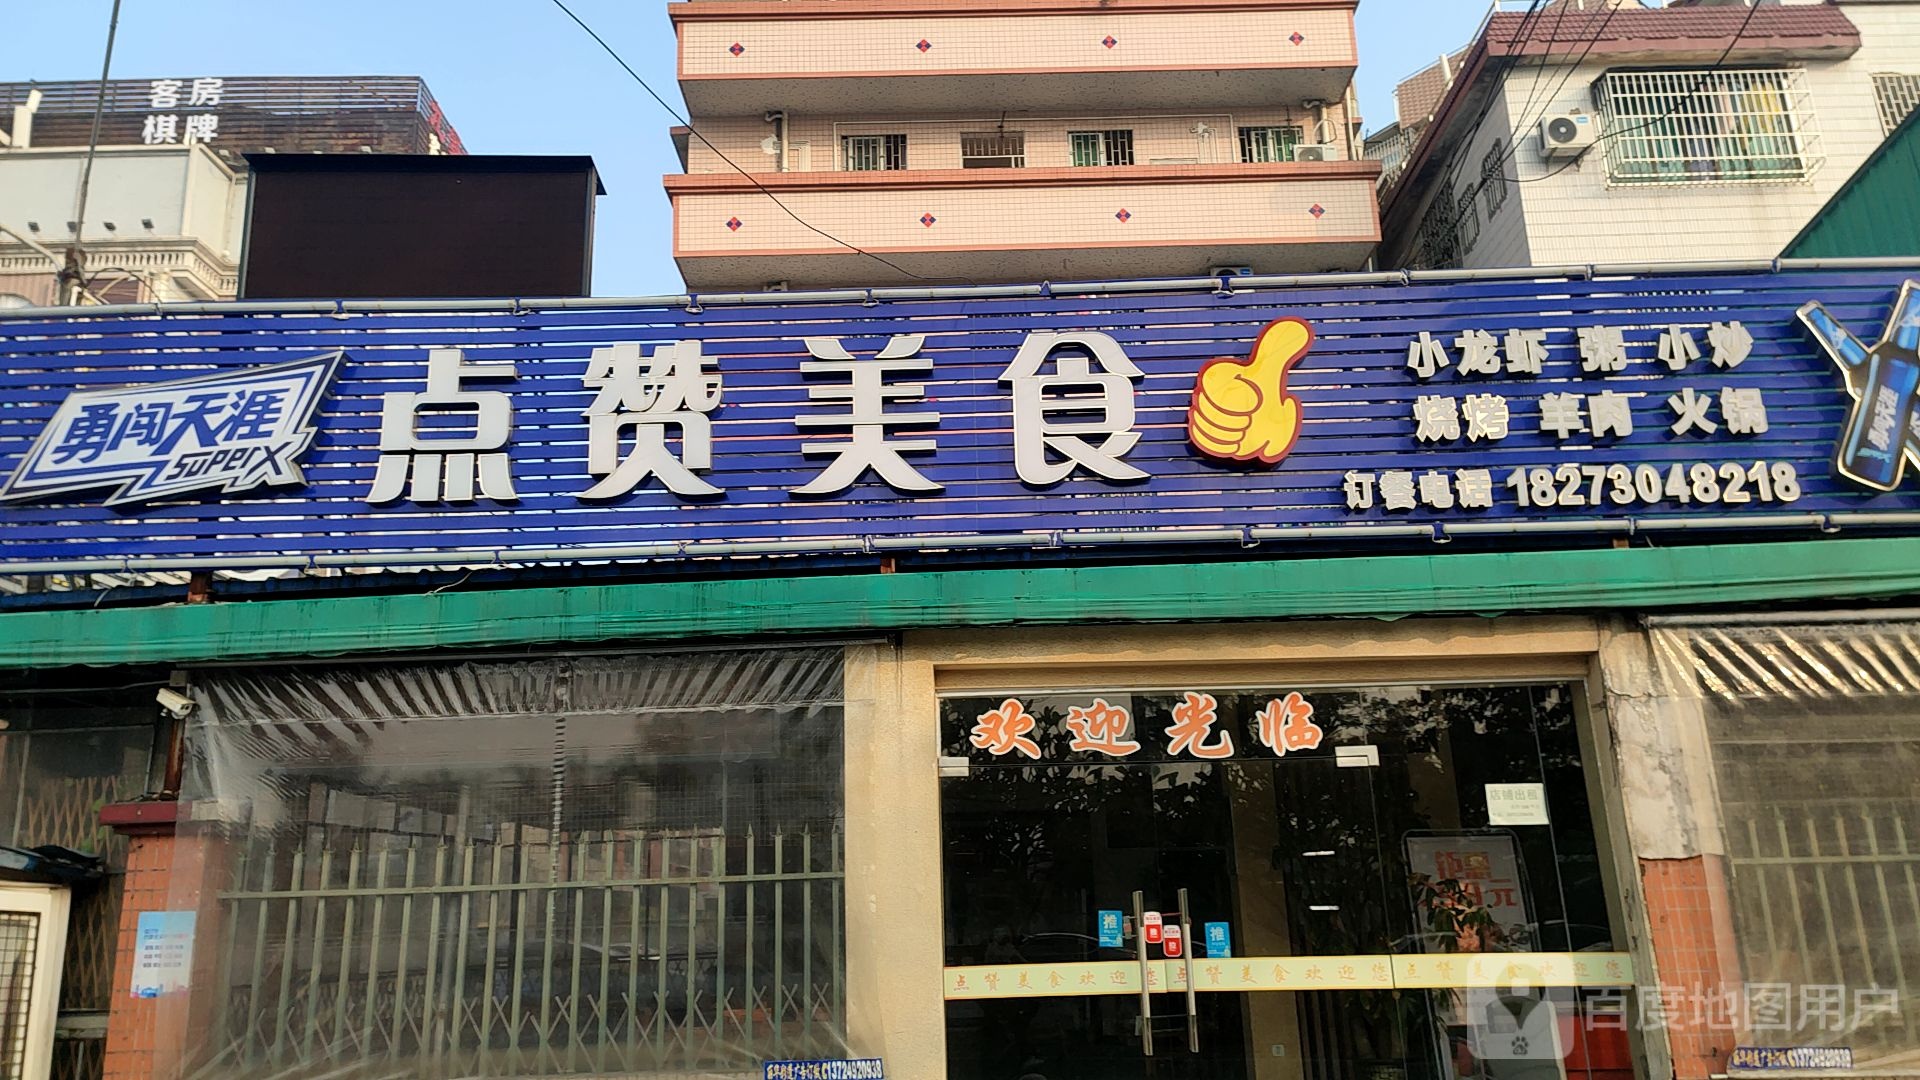 客房
棋牌
勇闯天涯
superX
点赞美食
小龙虾 粥 小炒
烧烤 羊肉 火锅
订餐电话 18273048218
欢迎光临
店铺出租
推
推
点赞美食欢迎您点赞美食欢迎您点赞美食欢迎您
13724920938
13724920938
百度地图用户